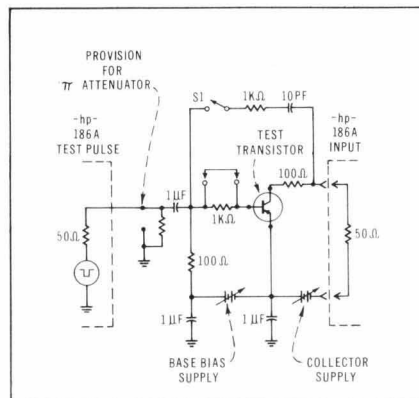 PROVISION
FOR
π ATTENUATOR
-hp-
186A
TEST PULSE
S1
1KΩ
10PF
TEST
TRANSISTOR
-hp-
186A
INPUT
1µF
1KΩ
100Ω
50Ω
50Ω
100Ω
1µF
1µF
BASE BIAS
SUPPLY
COLLECTOR
SUPPLY